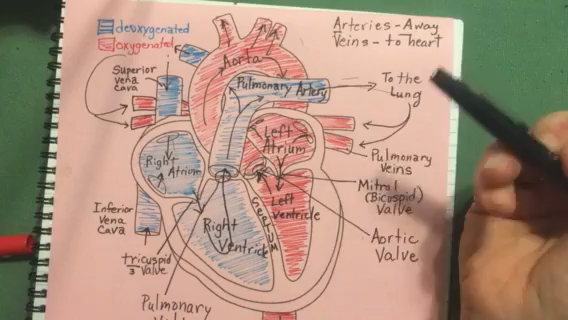 deoxygenated
oxygenated
Arteries - Away
Veins - to heart
Aorta
Superior
Vena
Cava
Pulmonary Artery
To the
Lung
Left
Atrium
Right
Atrium
Pulmonary
Veins
Mitral
(Bicuspid)
Valve
Left
Ventricle
Septum
Inferior
Vena
Cava
Right
Ventricle
Aortic
Valve
tricuspid
3 Valve
Pulmonary